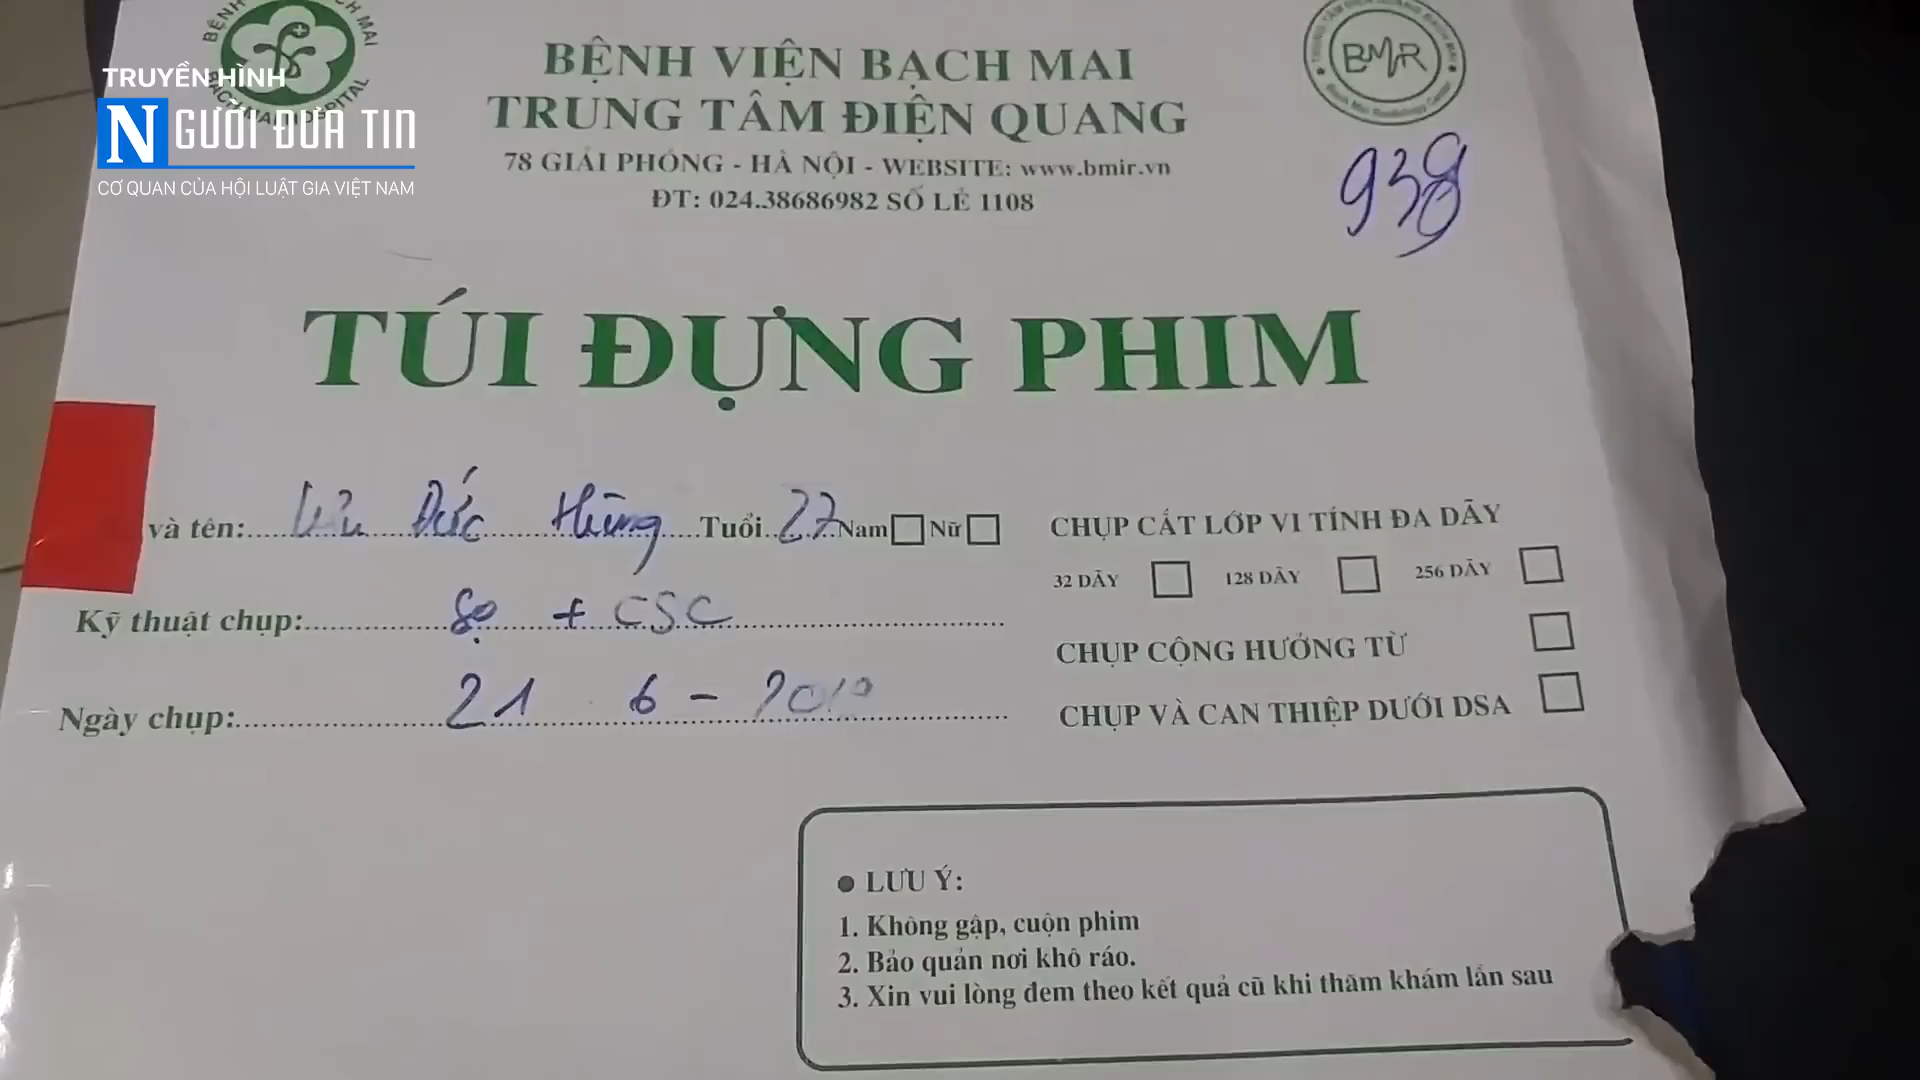 TRUYỀN HÌNH
NGƯỜI ĐƯA TIN
CƠ QUAN CỦA HỘI LUẬT GIA VIỆT NAM
BỆNH VIỆN BẠCH MAI
TRUNG TÂM ĐIỆN QUANG
78 GIẢI PHÓNG - HÀ NỘI - WEBSITE: www.bmir.vn
ĐT: 024.38686982 SỐ LẺ 1108
BMR
TÚI ĐỰNG PHIM
và tên: Đức Hùng Tuổi 27 Nam Nữ
Kỹ thuật chụp: Sọ + CSC
Ngày chụp: 21 6 -
CHỤP CẮT LỚP VI TÍNH ĐA DÃY
32 DÃY 128 DÃY 256 DÃY
CHỤP CỘNG HƯỞNG TỪ
CHỤP VÀ CAN THIỆP DƯỚI DSA
LƯU Ý:
1. Không gập, cuộn phim
2. Bảo quản nơi khô ráo.
3. Xin vui lòng đem theo kết quả cũ khi thăm khám lần sau